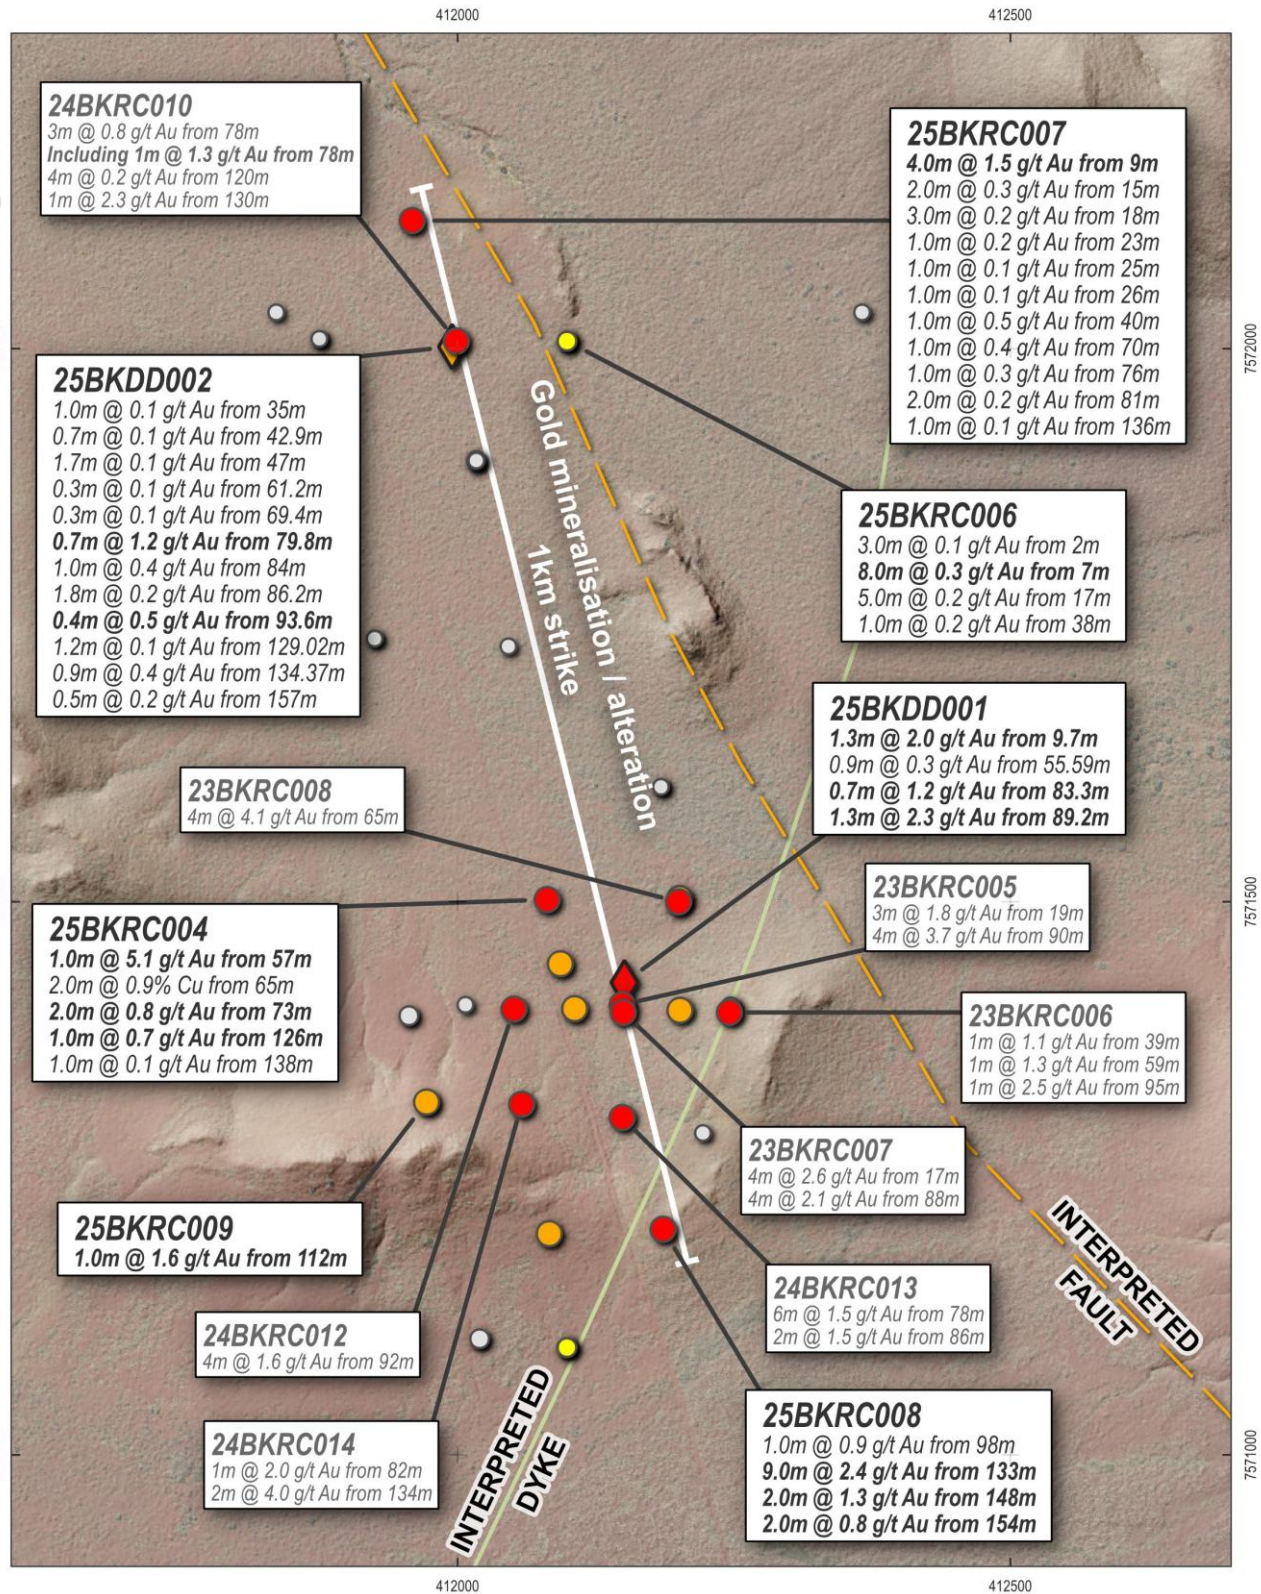 412000
412500
24BKRC010
3m @ 0.8 g/t Au from 78m
Including 1m @ 1.3 g/t Au from 78m
4m @ 0.2 g/t Au from 120m
1m @ 2.3 g/t Au from 130m
25BKRC007
4.0m @ 1.5 g/t Au from 9m
2.0m @ 0.3 g/t Au from 15m
3.0m @ 0.2 g/t Au from 18m
1.0m @ 0.2 g/t Au from 23m
1.0m @ 0.1 g/t Au from 25m
1.0m @ 0.1 g/t Au from 26m
1.0m @ 0.5 g/t Au from 40m
1.0m @ 0.4 g/t Au from 70m
1.0m @ 0.3 g/t Au from 76m
2.0m @ 0.2 g/t Au from 81m
1.0m @ 0.1 g/t Au from 136m
7572000
25BKDD002
1.0m @ 0.1 g/t Au from 35m
0.7m @ 0.1 g/t Au from 42.9m
1.7m @ 0.1 g/t Au from 47m
0.3m @ 0.1 g/t Au from 61.2m
0.3m @ 0.1 g/t Au from 69.4m
0.7m @ 1.2 g/t Au from 79.8m
1.0m @ 0.4 g/t Au from 84m
1.8m @ 0.2 g/t Au from 86.2m
0.4m @ 0.5 g/t Au from 93.6m
1.2m @ 0.1 g/t Au from 129.02m
0.9m @ 0.4 g/t Au from 134.37m
0.5m @ 0.2 g/t Au from 157m
Gold mineralisation / alteration
1km strike
25BKRC006
3.0m @ 0.1 g/t Au from 2m
8.0m @ 0.3 g/t Au from 7m
5.0m @ 0.2 g/t Au from 17m
1.0m @ 0.2 g/t Au from 38m
25BKDD001
1.3m @ 2.0 g/t Au from 9.7m
0.9m @ 0.3 g/t Au from 55.59m
0.7m @ 1.2 g/t Au from 83.3m
1.3m @ 2.3 g/t Au from 89.2m
23BKRC008
4m @ 4.1 g/t Au from 65m
23BKRC005
3m @ 1.8 g/t Au from 19m
4m @ 3.7 g/t Au from 90m
7571500
25BKRC004
1.0m @ 5.1 g/t Au from 57m
2.0m @ 0.9% Cu from 65m
2.0m @ 0.8 g/t Au from 73m
1.0m @ 0.7 g/t Au from 126m
1.0m @ 0.1 g/t Au from 138m
23BKRC006
1m @ 1.1 g/t Au from 39m
1m @ 1.3 g/t Au from 59m
1m @ 2.5 g/t Au from 95m
23BKRC007
4m @ 2.6 g/t Au from 17m
4m @ 2.1 g/t Au from 88m
25BKRC009
1.0m @ 1.6 g/t Au from 112m
INTERPRETED
FAULT
24BKRC013
6m @ 1.5 g/t Au from 78m
2m @ 1.5 g/t Au from 86m
24BKRC012
4m @ 1.6 g/t Au from 92m
INTERPRETED
DYKE
25BKRC008
1.0m @ 0.9 g/t Au from 98m
9.0m @ 2.4 g/t Au from 133m
2.0m @ 1.3 g/t Au from 148m
2.0m @ 0.8 g/t Au from 154m
24BKRC014
1m @ 2.0 g/t Au from 82m
2m @ 4.0 g/t Au from 134m
7571000
412000
412500